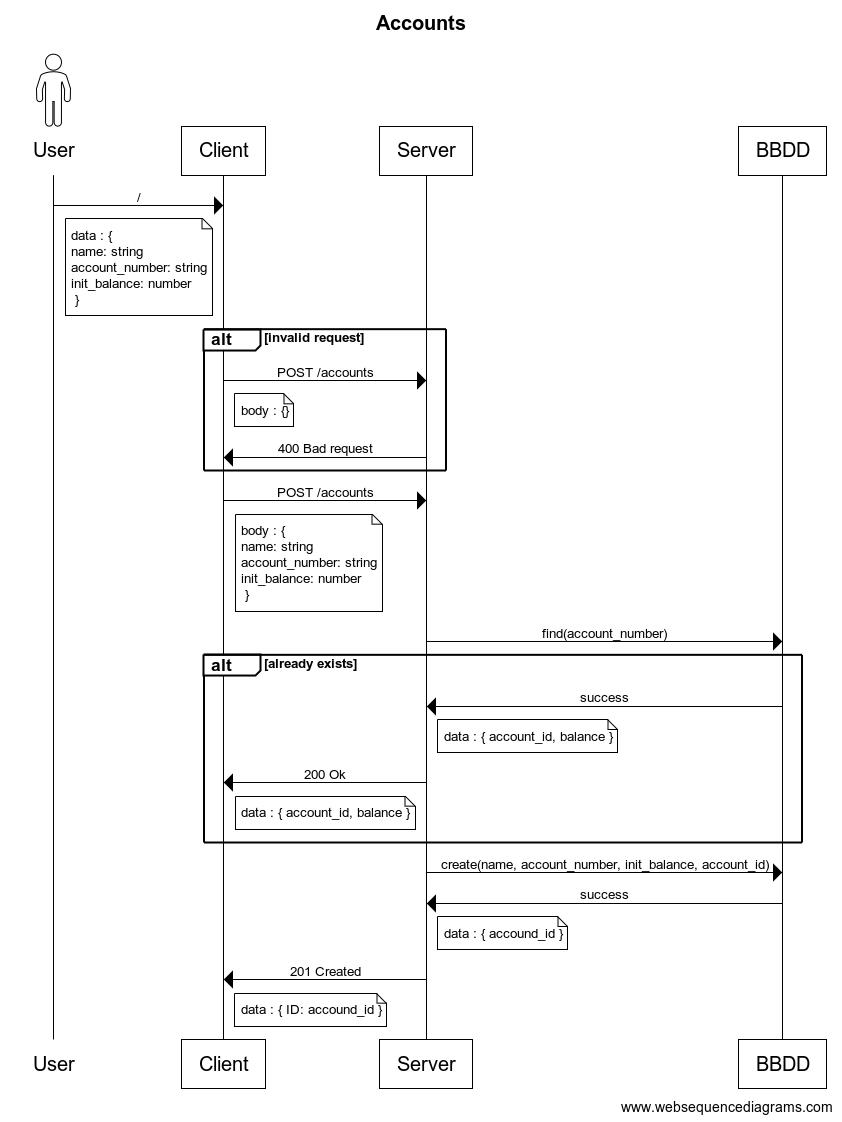 Accounts
User
Client
Server
BBDD
/
data : {
name: string
account_number: string
init_balance: number
}
alt [invalid request]
POST /accounts
body : {}
400 Bad request
POST /accounts
body : {
name: string
account_number: string
init_balance: number
}
find(account_number)
alt [already exists]
success
data : { account_id, balance }
200 Ok
data : { account_id, balance }
create(name, account_number, init_balance, account_id)
success
data : { accound_id }
201 Created
data : { ID: accound_id }
User
Client
Server
BBDD
www.websequencediagrams.com